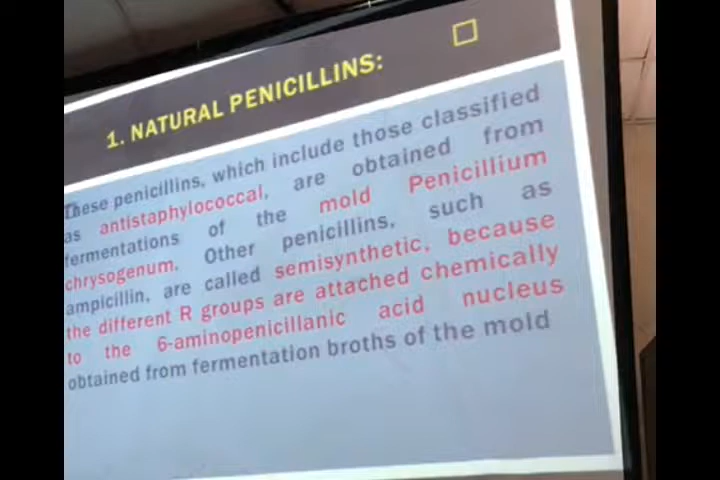 1. NATURAL PENICILLINS:
These penicillins, which include those classified
as antistaphylococcal, are obtained from
fermentations of the mold Penicillium
chrysogenum. Other penicillins, such as
ampicillin, are called semisynthetic, because
the different R groups are attached chemically
to the 6-aminopenicillanic acid nucleus
obtained from fermentation broths of the mold